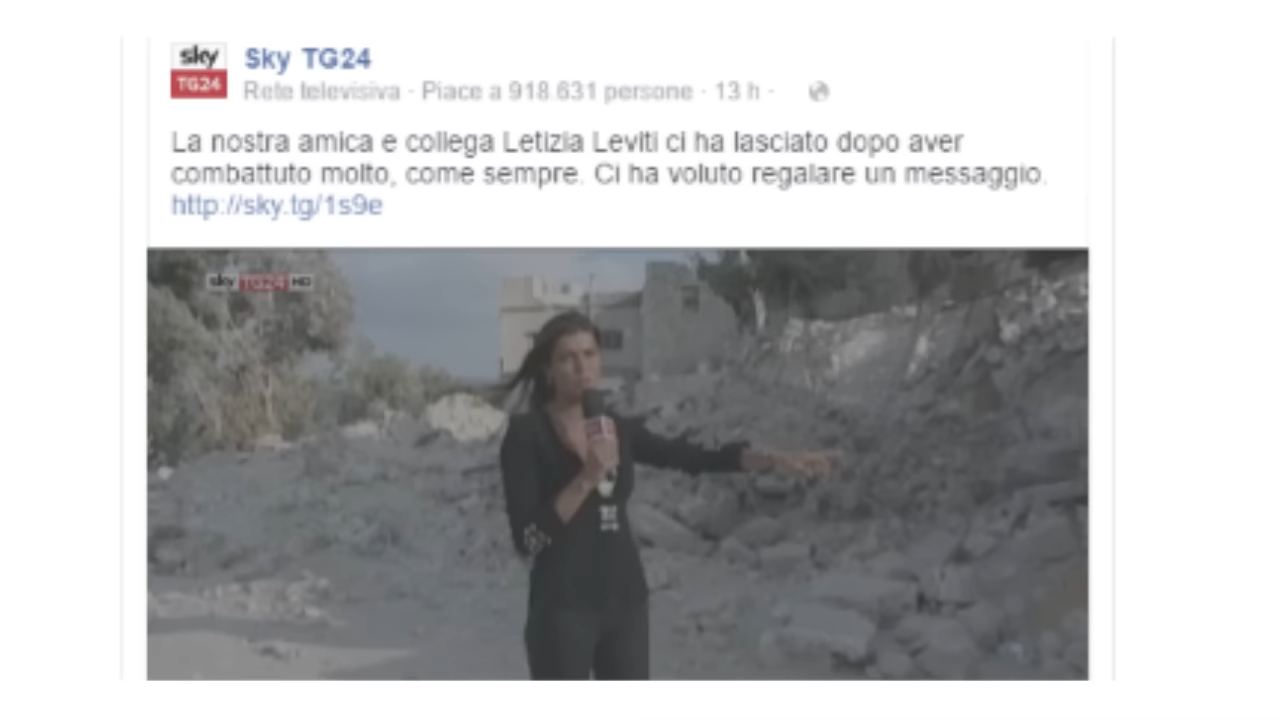 sky
TG24
Sky TG24
Rete televisiva · Piace a 918.631 persone · 13 h ·
La nostra amica e collega Letizia Leviti ci ha lasciato dopo aver
combattuto molto, come sempre. Ci ha voluto regalare un messaggio.
http://sky.tg/1s9e
sky TG24 HD